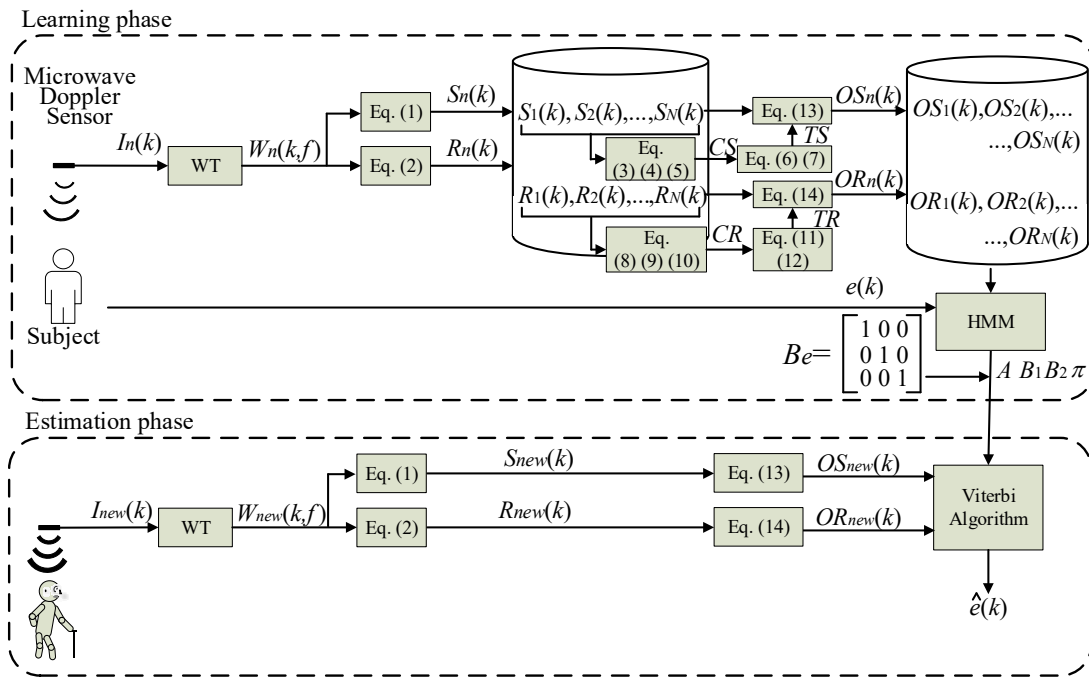 Learning phase
Microwave
Doppler
Sensor
In(k)
WT
Wn(k,f)
Eq. (1)
Sn(k)
Eq. (2)
Rn(k)
S1(k), S2(k),...,SN(k)
Eq.
(3) (4) (5)
CS
Eq. (6) (7)
TS
Eq. (13)
OSn(k)
R1(k), R2(k),...,RN(k)
Eq.
(8) (9) (10)
CR
Eq. (11)
(12)
TR
Eq. (14)
ORn(k)
OS1(k), OS2(k),...
...,OSN(k)
OR1(k), OR2(k),...
...,ORN(k)
Subject
e(k)
HMM
Be=
1 0 0
0 1 0
0 0 1
A B1 B2 π
Estimation phase
Inew(k)
WT
Wnew(k,f)
Eq. (1)
Snew(k)
Eq. (13)
OSnew(k)
Eq. (2)
Rnew(k)
Eq. (14)
ORnew(k)
Viterbi
Algorithm
ê(k)